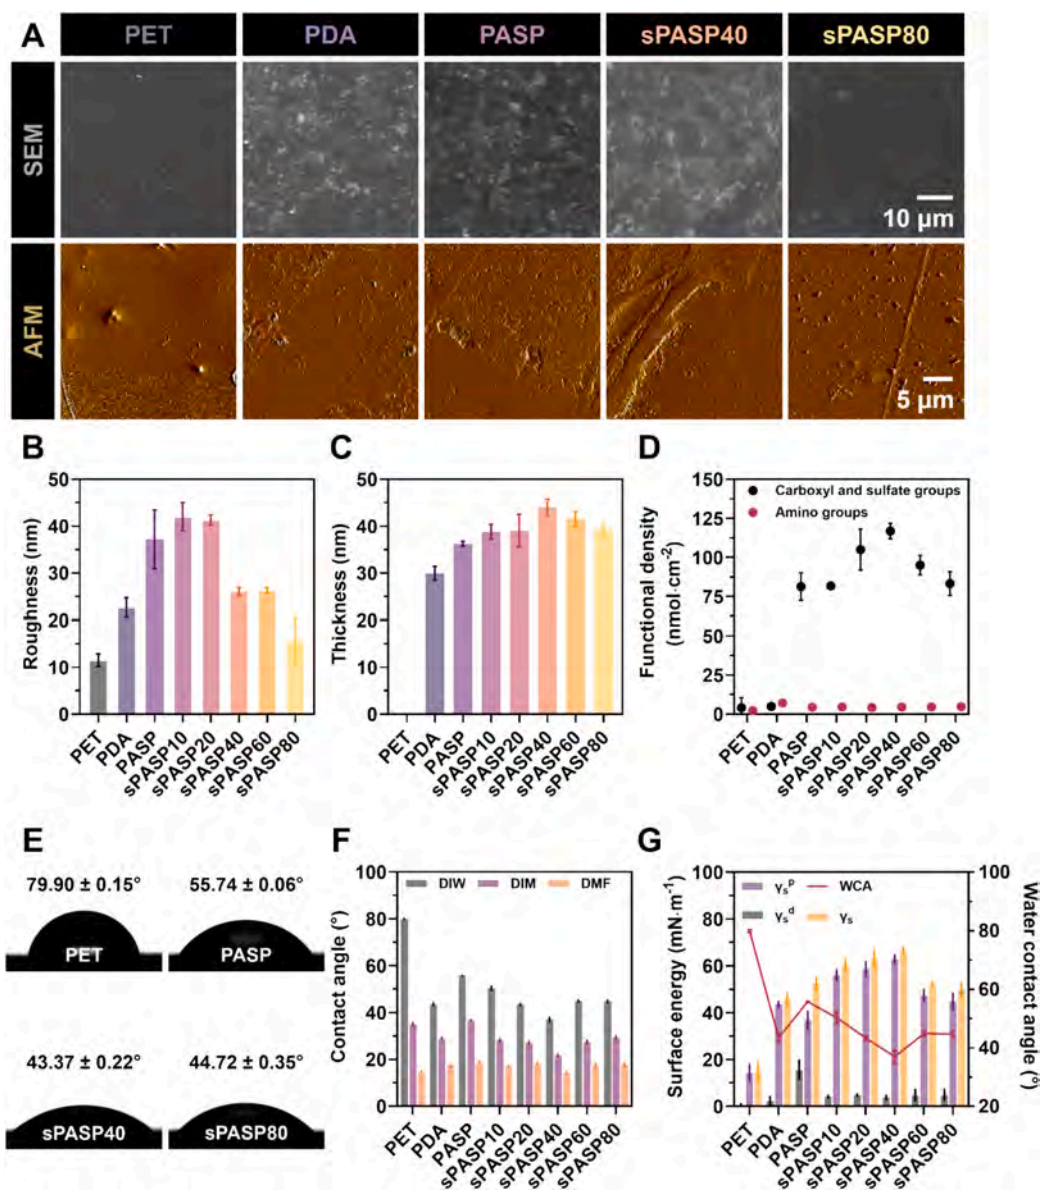 A
PET
PDA
PASP
sPASP40
sPASP80
SEM
10 μm
AFM
5 μm
B
Roughness (nm)
50
40
30
20
10
0
PET
PDA
PASP
sPASP10
sPASP20
sPASP40
sPASP60
sPASP80
C
Thickness (nm)
50
40
30
20
10
0
PET
PDA
PASP
sPASP10
sPASP20
sPASP40
sPASP60
sPASP80
D
Functional density
(nmol·cm⁻²)
Carboxyl and sulfate groups
Amino groups
150
125
100
75
50
25
0
PET
PDA
PASP
sPASP10
sPASP20
sPASP40
sPASP60
sPASP80
E
79.90 ± 0.15°
PET
55.74 ± 0.06°
PASP
43.37 ± 0.22°
sPASP40
44.72 ± 0.35°
sPASP80
F
Contact angle (°)
DIW DIM DMF
100
80
60
40
20
0
PET
PDA
PASP
sPASP10
sPASP20
sPASP40
sPASP60
sPASP80
G
Surface energy (mN·m⁻¹)
γₛᵖ WCA
γₛᵈ γₛ
100
80
60
40
20
0
100
80
60
40
20
Water contact
angle (°)
PET
PDA
PASP
sPASP10
sPASP20
sPASP40
sPASP60
sPASP80